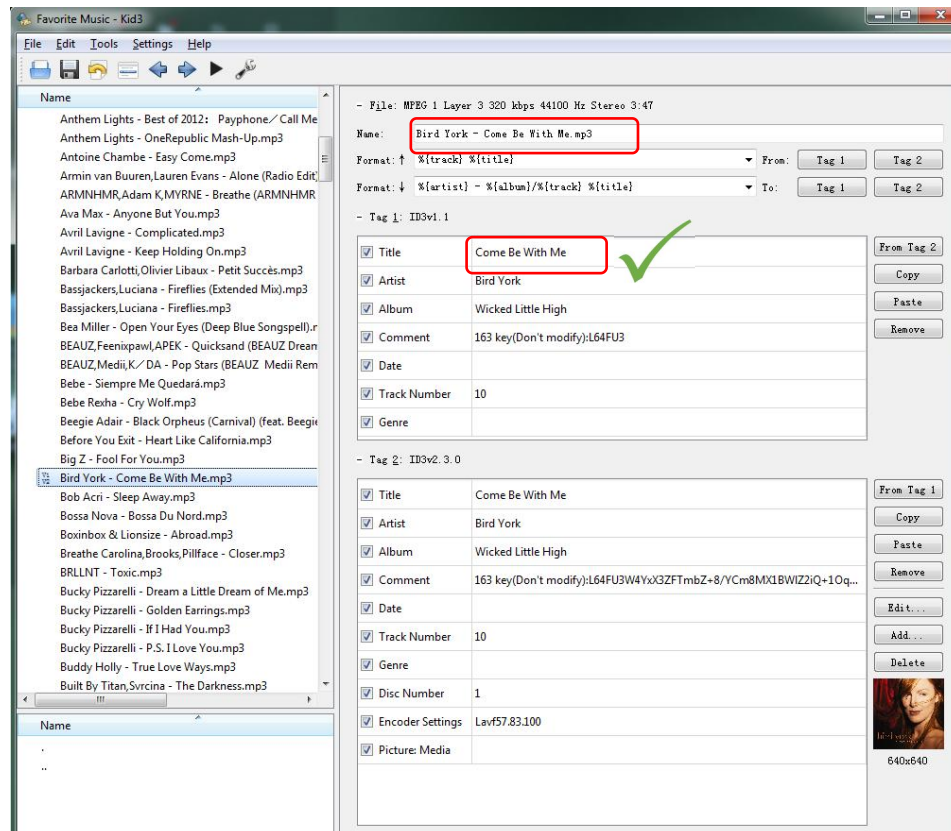 Favorite Music - Kid3
File Edit Tools Settings Help
Name
Anthem Lights - Best of 2012: Payphone／Call Me
Anthem Lights - OneRepublic Mash-Up.mp3
Antoine Chambe - Easy Come.mp3
Armin van Buuren,Lauren Evans - Alone (Radio Edit)
ARMNHMR,Adam K,MYRNE - Breathe (ARMNHMR
Ava Max - Anyone But You.mp3
Avril Lavigne - Complicated.mp3
Avril Lavigne - Keep Holding On.mp3
Barbara Carlotti,Olivier Libaux - Petit Succès.mp3
Bassjackers,Luciana - Fireflies (Extended Mix).mp3
Bassjackers,Luciana - Fireflies.mp3
Bea Miller - Open Your Eyes (Deep Blue Songspell).r
BEAUZ,Feenixpawl,APEK - Quicksand (BEAUZ Drean
BEAUZ,Medii,K／DA - Pop Stars (BEAUZ Medii Rem
Bebe - Siempre Me Quedará.mp3
Bebe Rexha - Cry Wolf.mp3
Beegie Adair - Black Orpheus (Carnival) (feat. Beegie
Before You Exit - Heart Like California.mp3
Big Z - Fool For You.mp3
V1 V2 Bird York - Come Be With Me.mp3
Bob Acri - Sleep Away.mp3
Bossa Nova - Bossa Du Nord.mp3
Boxinbox & Lionsize - Abroad.mp3
Breathe Carolina,Brooks,Pillface - Closer.mp3
BRLLNT - Toxic.mp3
Bucky Pizzarelli - Dream a Little Dream of Me.mp3
Bucky Pizzarelli - Golden Earrings.mp3
Bucky Pizzarelli - If I Had You.mp3
Bucky Pizzarelli - P.S. I Love You.mp3
Buddy Holly - True Love Ways.mp3
Built By Titan,Svrcina - The Darkness.mp3
Name
.
..
- File: MPEG 1 Layer 3 320 kbps 44100 Hz Stereo 3:47
Name: Bird York - Come Be With Me.mp3
Format: ↑ %{track} %{title} From: Tag 1 Tag 2
Format: ↓ %{artist} - %{album}/%{track} %{title} To: Tag 1 Tag 2
- Tag 1: ID3v1.1
Title Come Be With Me From Tag 2
Artist Bird York Copy
Album Wicked Little High Paste
Comment 163 key(Don't modify):L64FU3 Remove
Date
Track Number 10
Genre
- Tag 2: ID3v2.3.0
Title Come Be With Me From Tag 1
Artist Bird York Copy
Album Wicked Little High Paste
Comment 163 key(Don't modify):L64FU3W4YxX3ZFTmbZ+8/YCm8MX1BWIZ2iQ+1Oq... Remove
Date Edit...
Track Number 10 Add...
Genre Delete
Disc Number 1
Encoder Settings Lavf57.83.100
Picture: Media
640x640